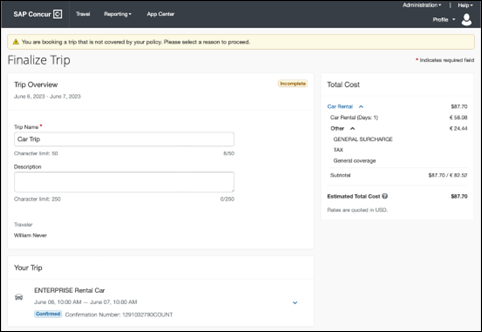 SAP Concur C
Travel
Reporting
App Center
Administration
Help
Profile
You are booking a trip that is not covered by your policy. Please select a reason to proceed.
Finalize Trip
* Indicates required field
Trip Overview
Incomplete
June 6, 2023 - June 7, 2023
Trip Name *
Car Trip
Character limit: 50
8/50
Description
Character limit: 250
0/250
Traveler
William Never
Your Trip
ENTERPRISE Rental Car
June 06, 10:00 AM — June 07, 10:00 AM
Confirmed
Confirmation Number: 1291032790COUNT
Total Cost
Car Rental
$87.70
Car Rental (Days: 1)
€ 58.08
Other
€ 24.44
GENERAL SURCHARGE
TAX
General coverage
Subtotal
$87.70 / € 82.52
Estimated Total Cost
$87.70
Rates are quoted in USD.